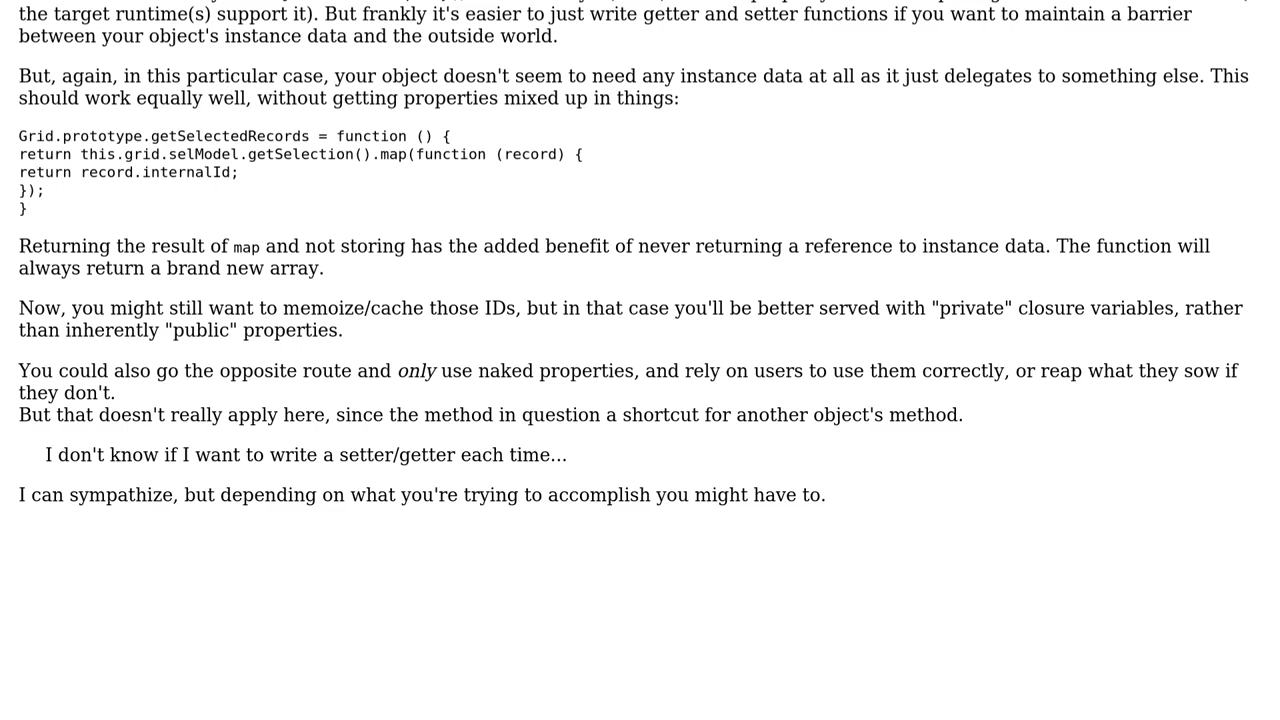 the target runtime(s) support it). But frankly it's easier to just write getter and setter functions if you want to maintain a barrier
between your object's instance data and the outside world.
But, again, in this particular case, your object doesn't seem to need any instance data at all as it just delegates to something else. This
should work equally well, without getting properties mixed up in things:
Grid.prototype.getSelectedRecords = function () {
return this.grid.selModel.getSelection().map(function (record) {
return record.internalId;
});
}
Returning the result of map and not storing has the added benefit of never returning a reference to instance data. The function will
always return a brand new array.
Now, you might still want to memoize/cache those IDs, but in that case you'll be better served with "private" closure variables, rather
than inherently "public" properties.
You could also go the opposite route and only use naked properties, and rely on users to use them correctly, or reap what they sow if
they don't.
But that doesn't really apply here, since the method in question a shortcut for another object's method.
I don't know if I want to write a setter/getter each time...
I can sympathize, but depending on what you're trying to accomplish you might have to.